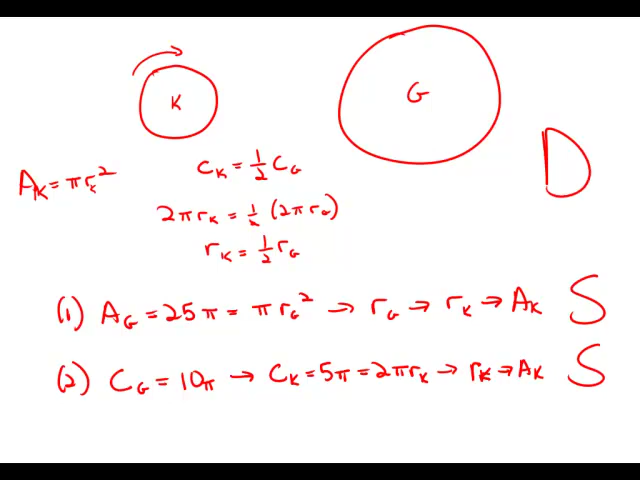 K
G
D
A_K = πr_K²
C_K = 1/2 C_G
2πr_K = 1/2 (2πr_G)
r_K = 1/2 r_G
(1) A_G = 25π = πr_G² → r_G → r_K → A_K S
(2) C_G = 10π → C_K = 5π = 2πr_K → r_K → A_K S